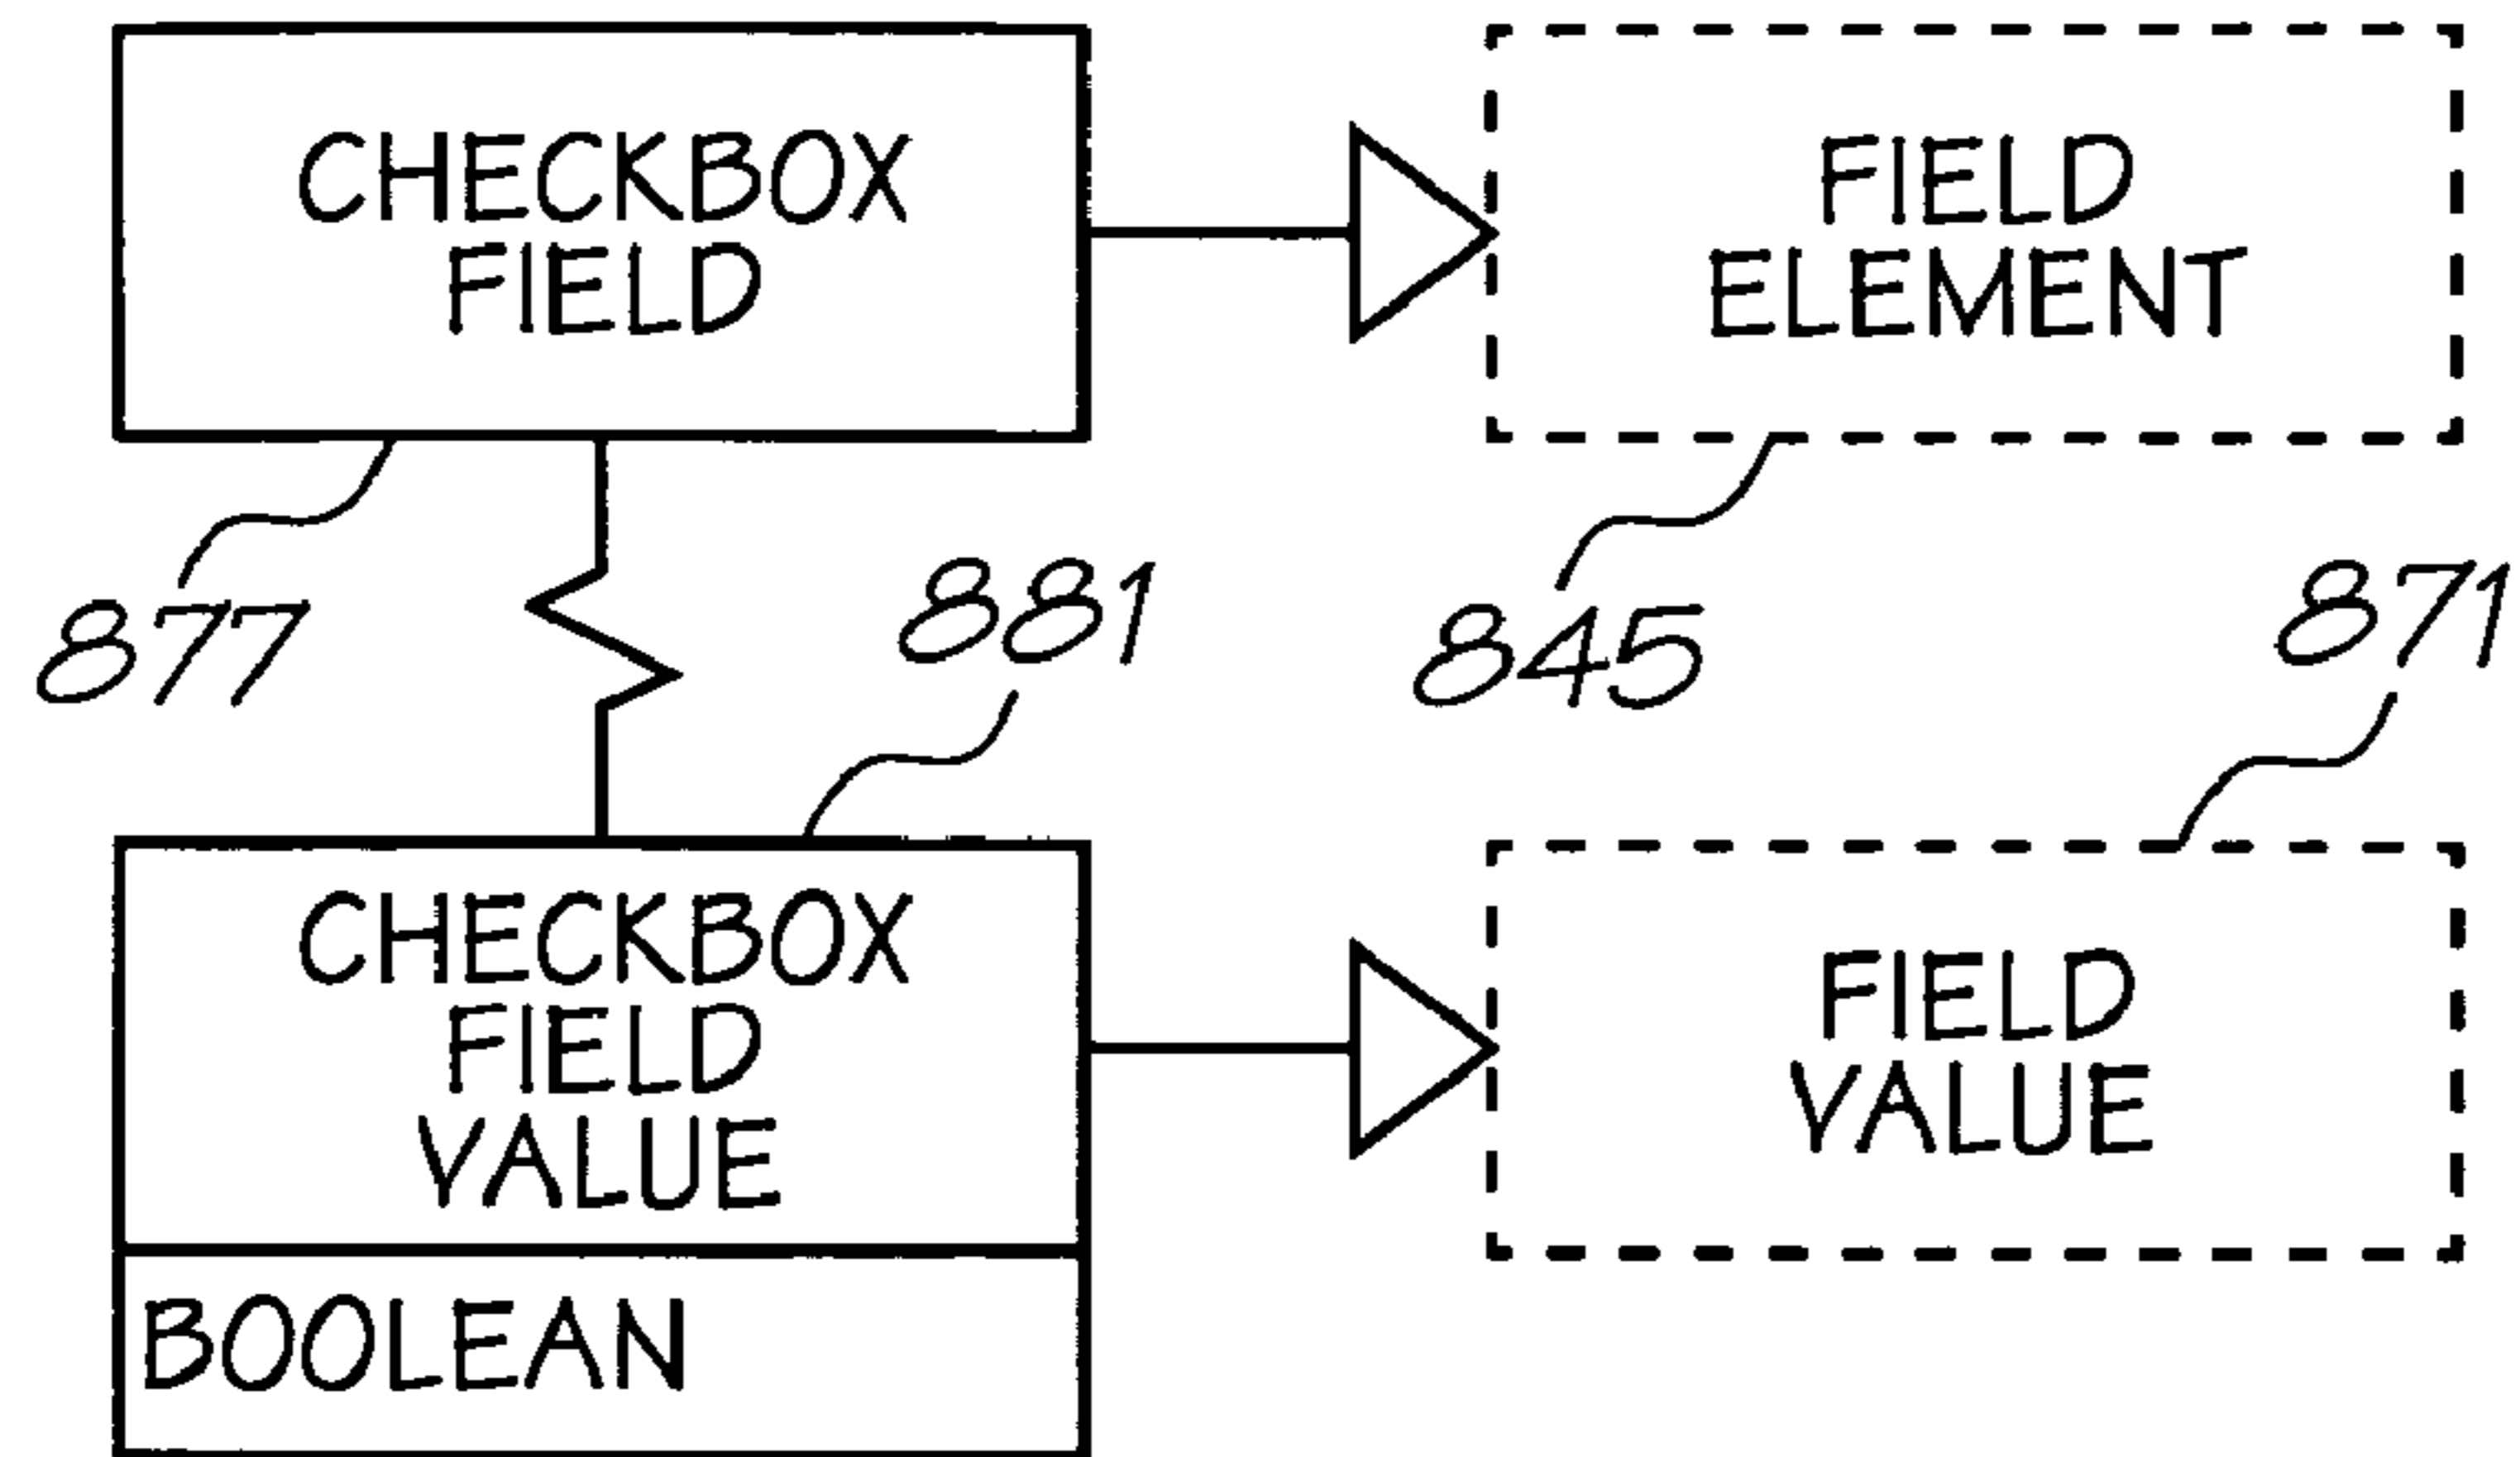 CHECKBOX
FIELD
FIELD
ELEMENT
877
881
845
871
CHECKBOX
FIELD
VALUE
FIELD
VALUE
BOOLEAN